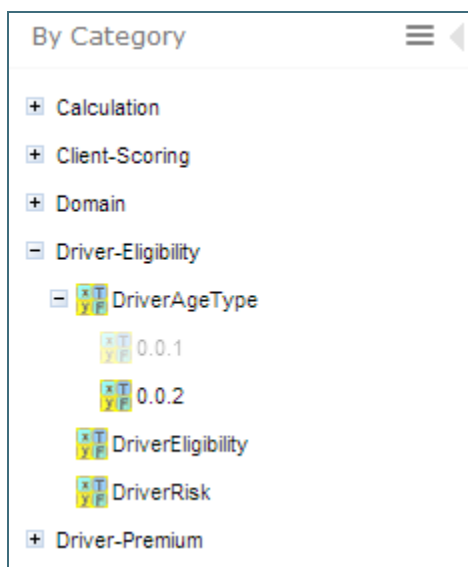 By Category
Calculation
Client-Scoring
Domain
Driver-Eligibility
DriverAgeType
0.0.1
0.0.2
DriverEligibility
DriverRisk
Driver-Premium